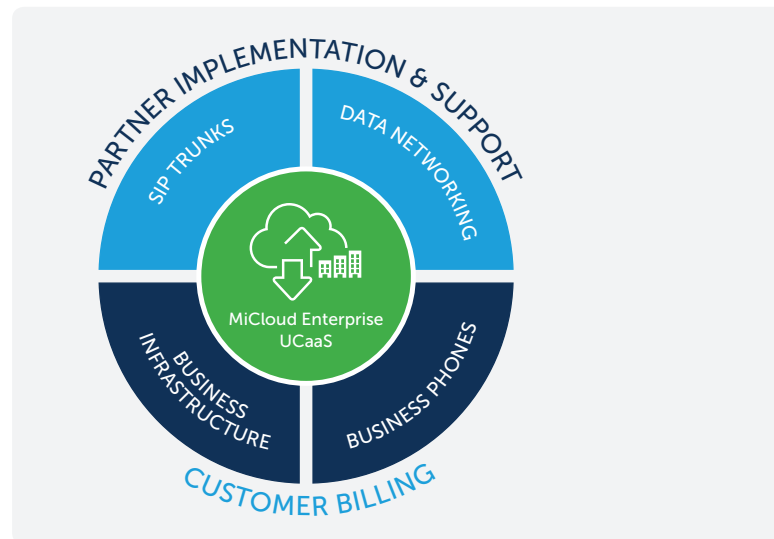 PARTNER IMPLEMENTATION & SUPPORT
SIP TRUNKS
DATA NETWORKING
MiCloud Enterprise
UCaaS
BUSINESS
INFRASTRUCTURE
BUSINESS PHONES
CUSTOMER BILLING